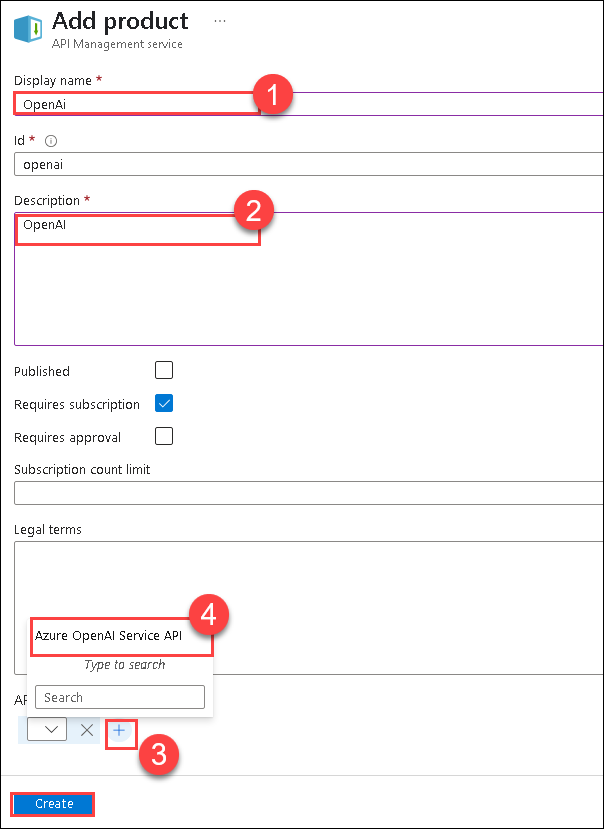 Add product ...
API Management service
Display name *
OpenAi
1
Id *
openai
Description *
2
OpenAI
Published
Requires subscription
Requires approval
Subscription count limit
Legal terms
4
Azure OpenAI Service API
Type to search
Search
3
Create